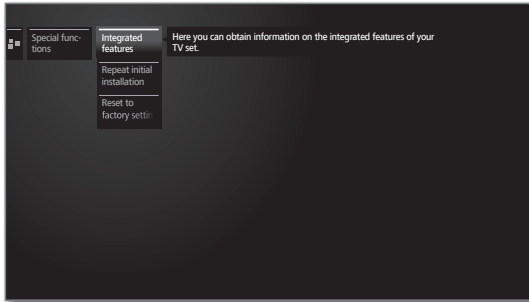 Special func-
tions
Integrated
features
Here you can obtain information on the integrated features of your
TV set.
Repeat initial
installation
Reset to
factory settin